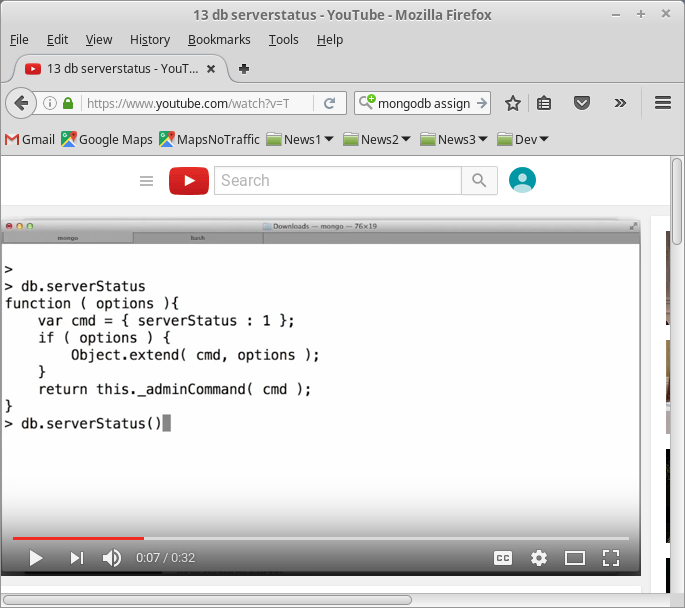 13 db serverstatus - YouTube - Mozilla Firefox
File Edit View History Bookmarks Tools Help
13 db serverstatus - YouT...
https://www.youtube.com/watch?v=T
mongodb assign
Gmail Google Maps MapsNoTraffic News1 News2 News3 Dev
Search
Downloads — mongo — 76×19
mongo bash
>
> db.serverStatus
function ( options ){
    var cmd = { serverStatus : 1 };
    if ( options ) {
        Object.extend( cmd, options );
    }
    return this._adminCommand( cmd );
}
> db.serverStatus()
0:07 / 0:32 CC